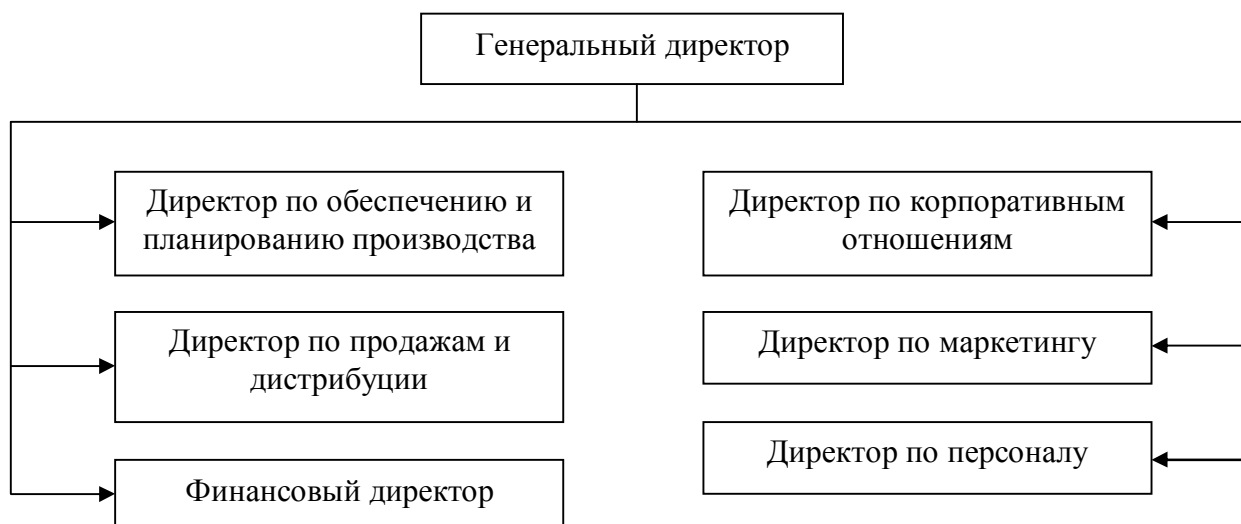 Генеральный директор
Директор по обеспечению и
планированию производства
Директор по продажам и
дистрибуции
Финансовый директор
Директор по корпоративным
отношениям
Директор по маркетингу
Директор по персоналу